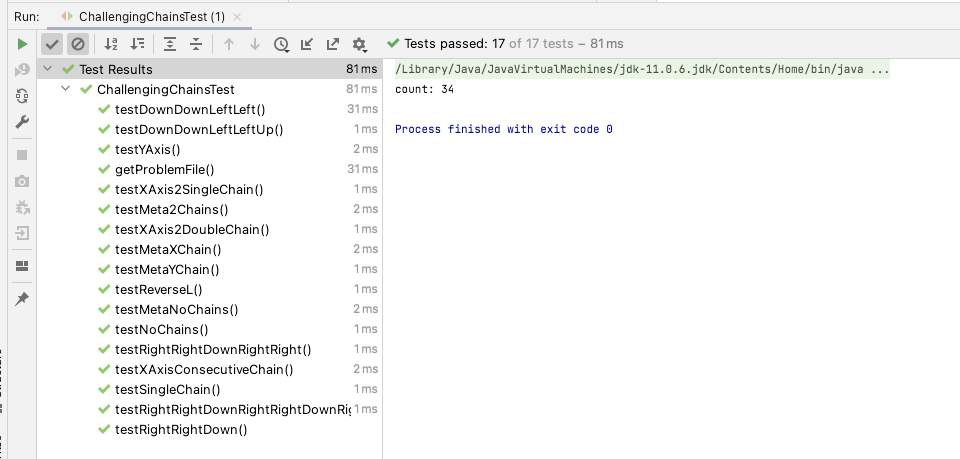 Run: ChallengingChainsTest (1)
Tests passed: 17 of 17 tests – 81 ms
Test Results 81 ms
/Library/Java/JavaVirtualMachines/jdk-11.0.6.jdk/Contents/Home/bin/java ...
ChallengingChainsTest 81 ms
count: 34
testDownDownLeftLeft() 31 ms
testDownDownLeftLeftUp() 1 ms
Process finished with exit code 0
testYAxis() 2 ms
getProblemFile() 31 ms
testXAxis2SingleChain() 1 ms
testMeta2Chains() 2 ms
testXAxis2DoubleChain() 1 ms
testMetaXChain() 2 ms
testMetaYChain() 1 ms
testReverseL() 1 ms
testMetaNoChains() 2 ms
testNoChains() 1 ms
testRightRightDownRightRight() 1 ms
testXAxisConsecutiveChain() 2 ms
testSingleChain() 1 ms
testRightRightDownRightRightDownRig 1 ms
testRightRightDown()